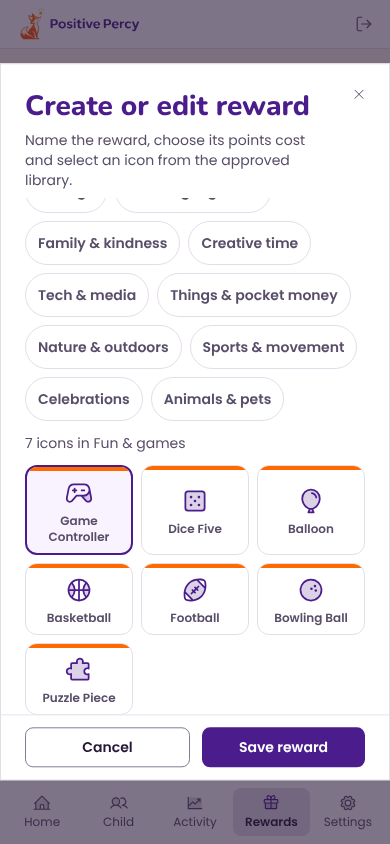 Positive Percy
Create or edit reward
Name the reward, choose its points cost
and select an icon from the approved
library.
Family & kindness
Creative time
Tech & media
Things & pocket money
Nature & outdoors
Sports & movement
Celebrations
Animals & pets
7 icons in Fun & games
Game
Controller
Dice Five
Balloon
Basketball
Football
Bowling Ball
Puzzle Piece
Cancel
Save reward
Home
Child
Activity
Rewards
Settings